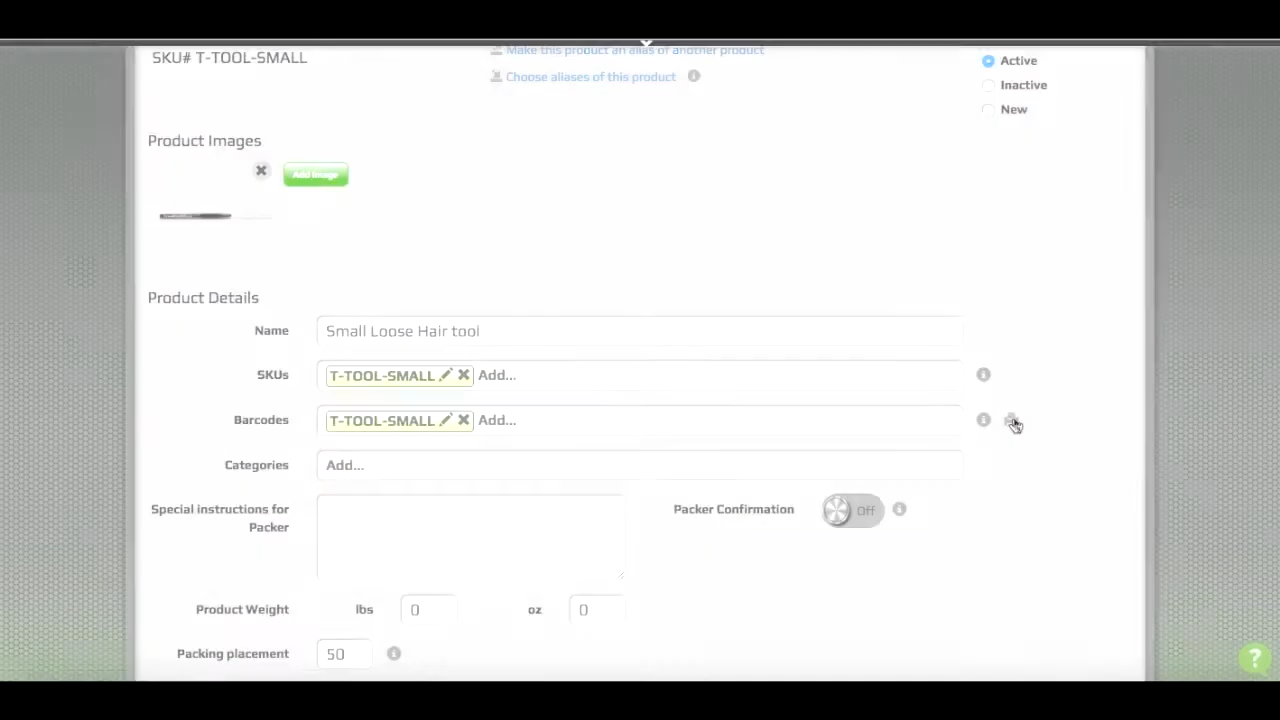 Make this product an alias of another product
SKU# T-TOOL-SMALL
Active
Choose aliases of this product
Inactive
New
Product Images
Add Image
Product Details
Name Small Loose Hair tool
SKUs T-TOOL-SMALL Add...
Barcodes T-TOOL-SMALL Add...
Categories Add...
Special instructions for
Packer
Packer Confirmation Off
Product Weight lbs 0 oz 0
Packing placement 50
?